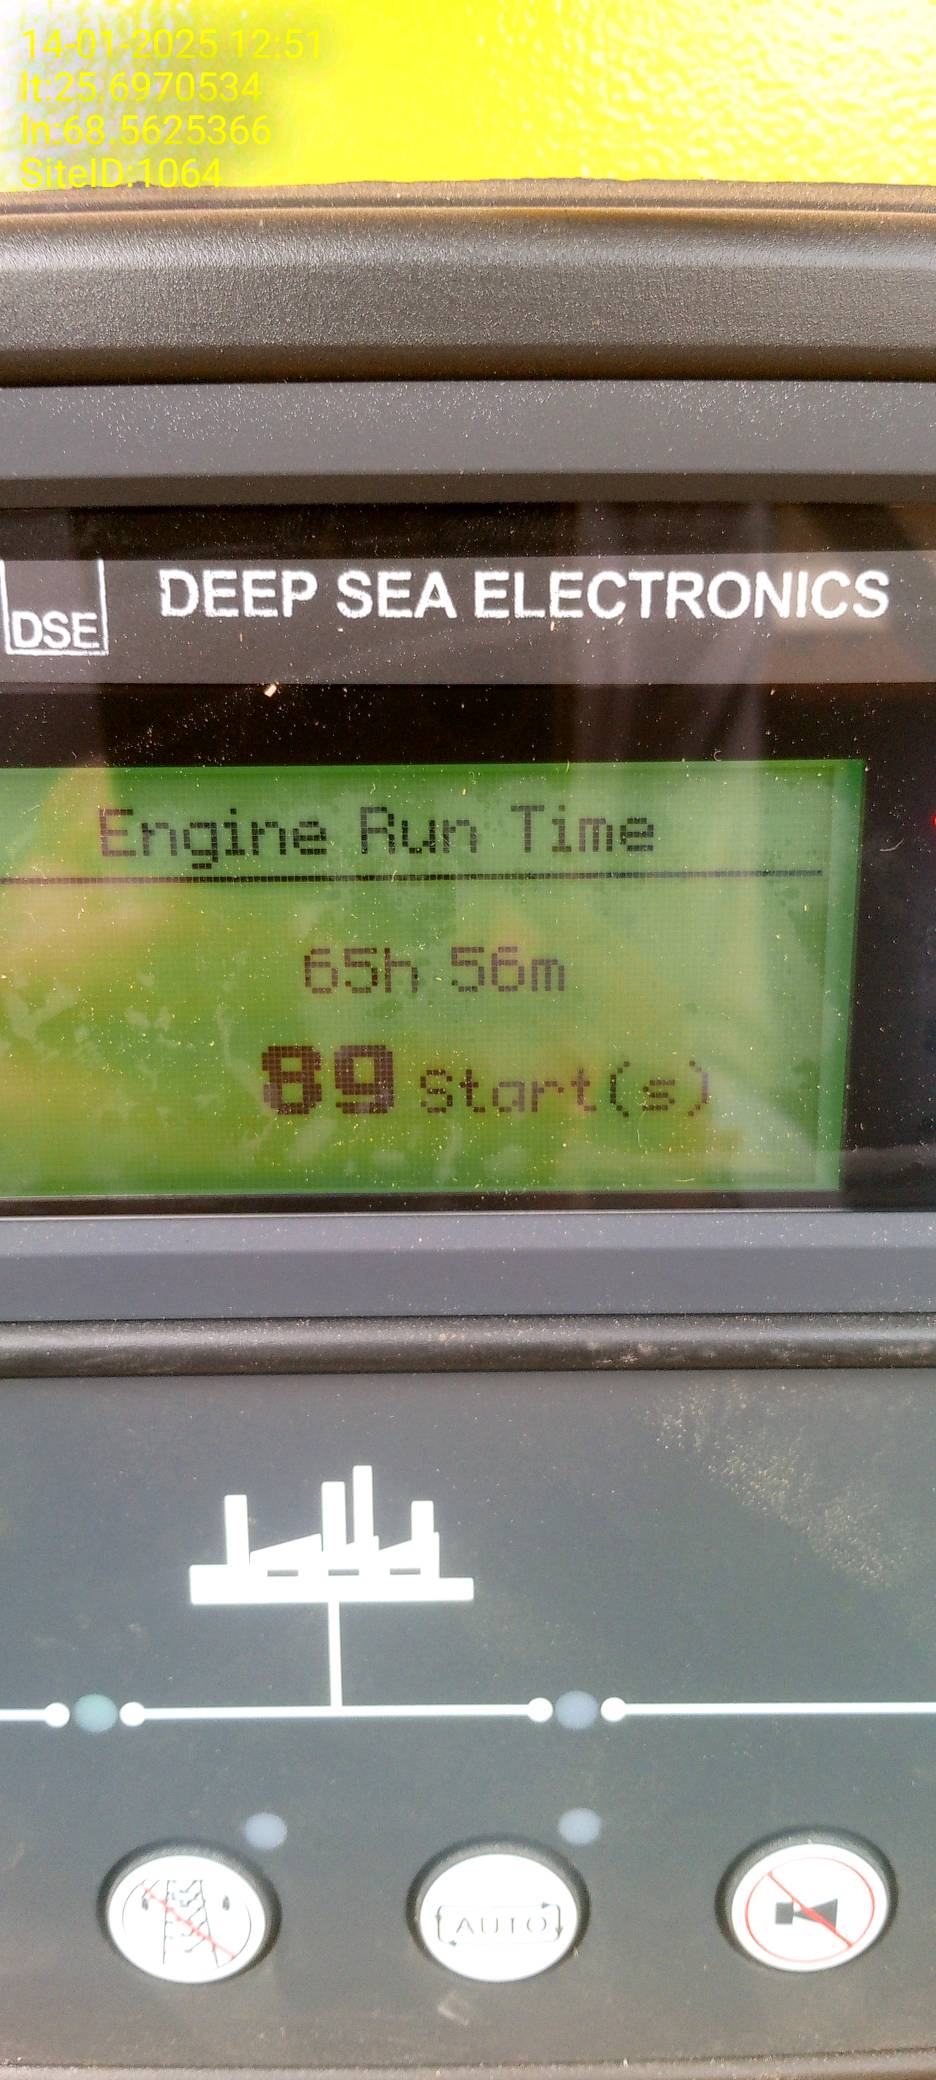 14-01-2025 12:51
lt:25.6970534
ln:68.5625366
SiteID:1064
DSE
DEEP SEA ELECTRONICS
Engine Run Time
65h 56m
89 Start(s)
AUTO